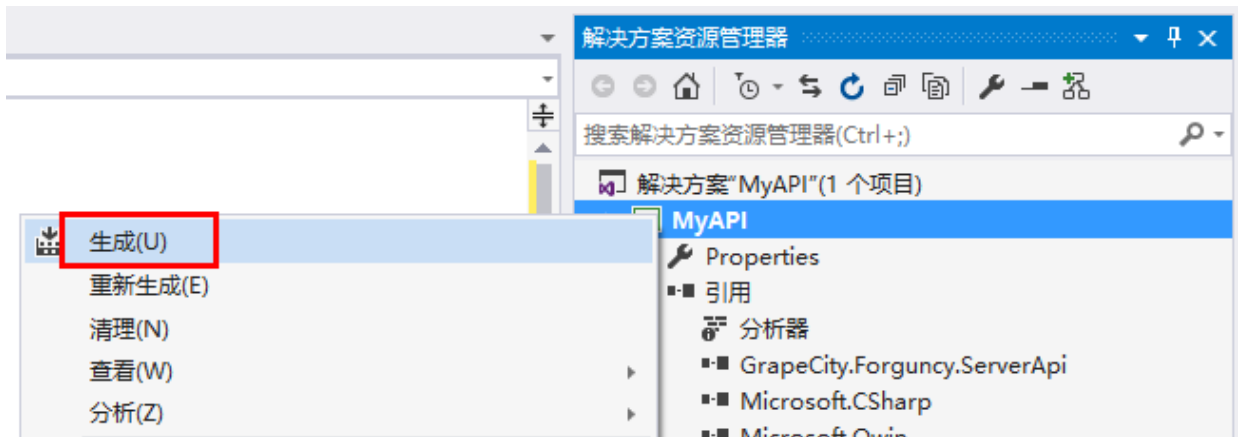 解决方案资源管理器
搜索解决方案资源管理器(Ctrl+;)
解决方案"MyAPI"(1 个项目)
MyAPI
Properties
引用
分析器
GrapeCity.Forguncy.ServerApi
Microsoft.CSharp
Microsoft.Owin
生成(U)
重新生成(E)
清理(N)
查看(W)
分析(Z)